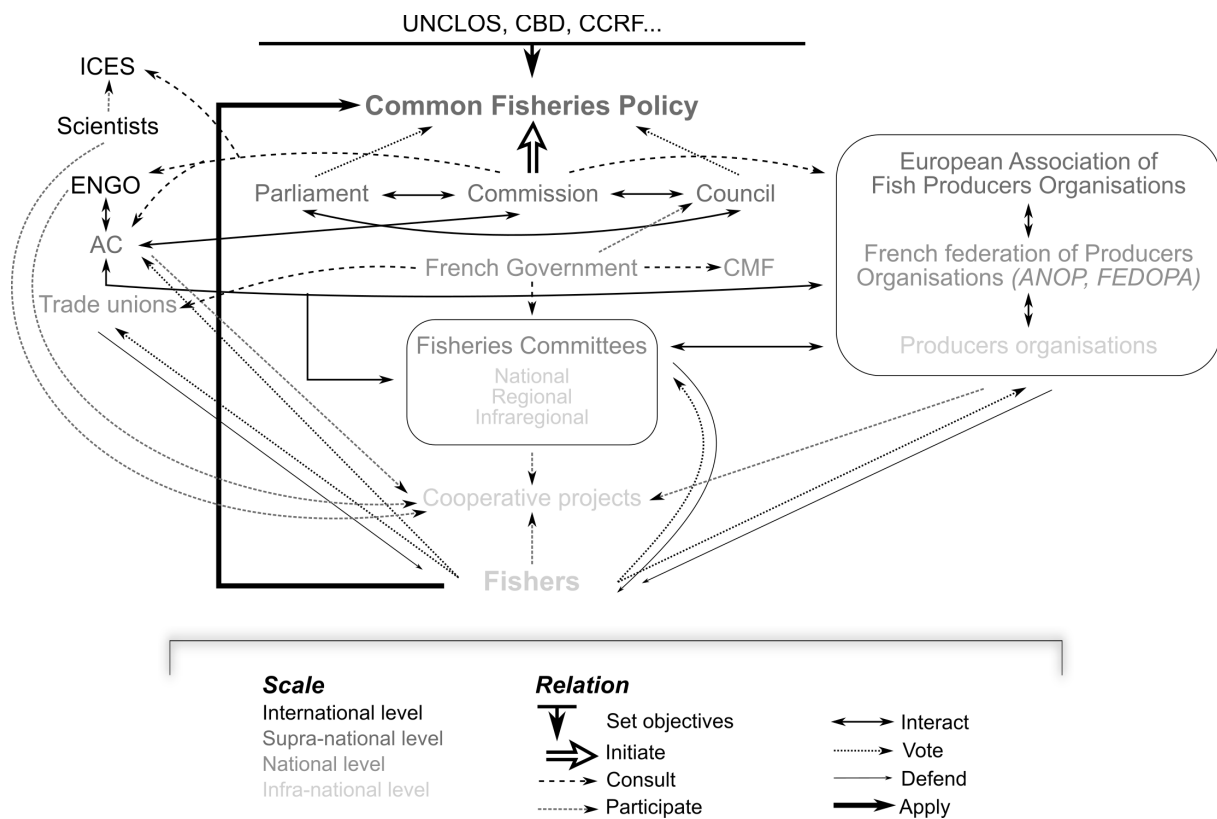 UNCLOS, CBD, CCRF...
ICES
Common Fisheries Policy
Scientists
European Association of
Fish Producers Organisations
ENGO
Parliament
Commission
Council
AC
French Government
CMF
French federation of Producers
Organisations (ANOP, FEDOPA)
Trade unions
Fisheries Committees
Producers organisations
National
Regional
Infraregional
Cooperative projects
Fishers
Scale
International level
Supra-national level
National level
Infra-national level
Relation
Set objectives
Initiate
Consult
Participate
Interact
Vote
Defend
Apply